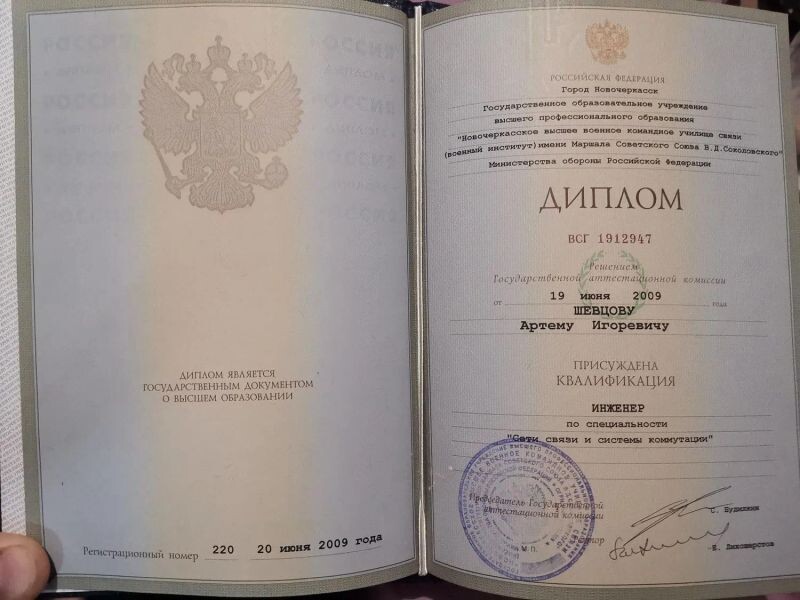 ДИПЛОМ ЯВЛЯЕТСЯ
ГОСУДАРСТВЕННЫМ ДОКУМЕНТОМ
О ВЫСШЕМ ОБРАЗОВАНИИ
Регистрационный номер 220 20 июня 2009 года
РОССИЙСКАЯ ФЕДЕРАЦИЯ
Город Новочеркасск
Государственное образовательное учреждение
высшего профессионального образования
"Новочеркасское высшее военное командное училище связи
(военный институт) имени Маршала Советского Союза В.Д.Соколовского"
Министерства обороны Российской Федерации
ДИПЛОМ
ВСГ 1912947
Решением
Государственной аттестационной комиссии
от 19 июня 2009 года
ШЕВЦОВУ
Артему Игоревичу
ПРИСУЖДЕНА
КВАЛИФИКАЦИЯ
ИНЖЕНЕР
по специальности
"Сети связи и системы коммутации"
Председатель Государственной
аттестационной комиссии
М.П.